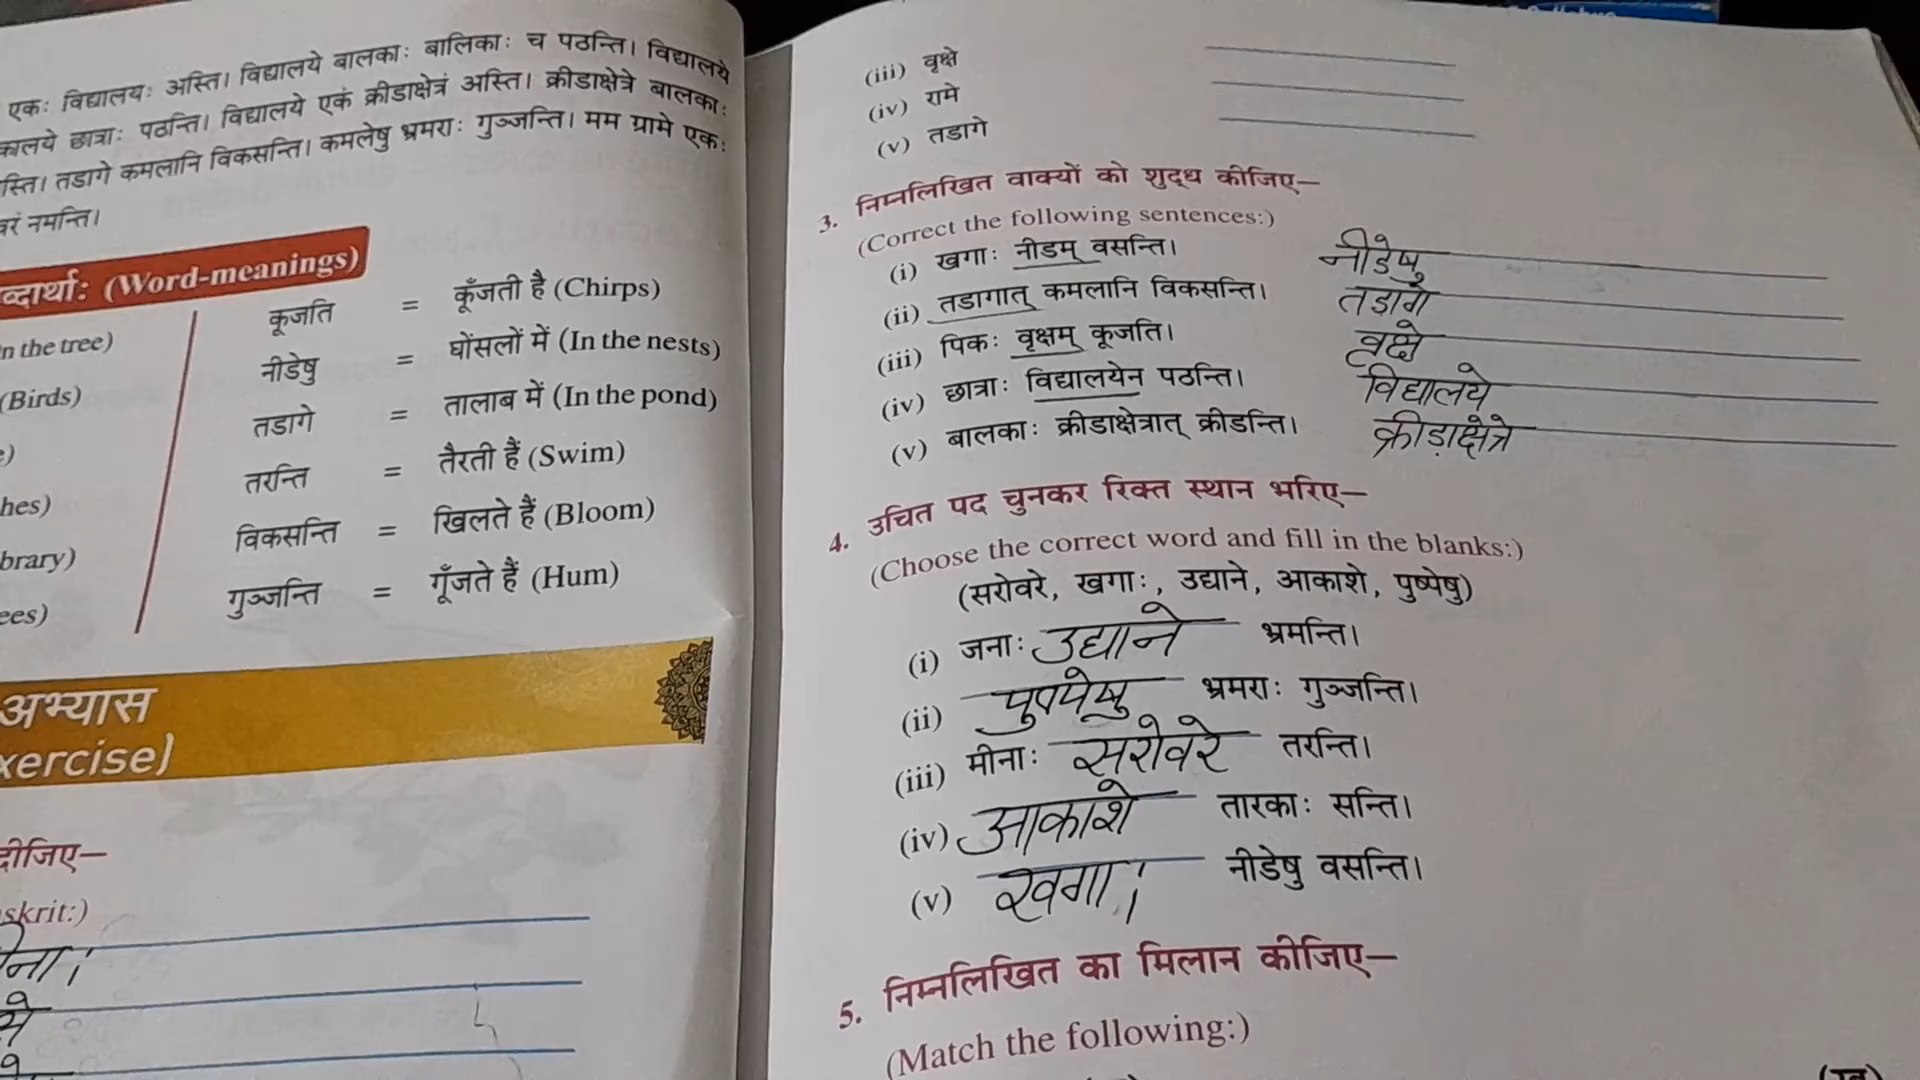 एकः विद्यालयः अस्ति। विद्यालये बालकाः बालिकाः च पठन्ति। विद्यालये
छात्राः पठन्ति। विद्यालये एकं क्रीडाक्षेत्रं अस्ति। क्रीडाक्षेत्रे बालकाः
तडागे कमलानि विकसन्ति। कमलेषु भ्रमराः गुञ्जन्ति। मम ग्रामे एकः
नमन्ति।
(Word-meanings)
n the tree)
(Birds)
hes)
brary)
ees)
कूजति = कूँजती है (Chirps)
नीडेषु = घोंसलों में (In the nests)
तडागे = तालाब में (In the pond)
तरन्ति = तैरती हैं (Swim)
विकसन्ति = खिलते हैं (Bloom)
गुञ्जन्ति = गूँजते हैं (Hum)
अभ्यास
xercise)
दीजिए—
skrit:)
(iii) वृक्षे
(iv) रामे
(v) तडागे
3. निम्नलिखित वाक्यों को शुद्ध कीजिए—
(Correct the following sentences:)
(i) खगाः नीडम् वसन्ति। नीडेषु
(ii) तडागात् कमलानि विकसन्ति। तडागे
(iii) पिकः वृक्षम् कूजति। वृक्षे
(iv) छात्राः विद्यालयेन पठन्ति। विद्यालये
(v) बालकाः क्रीडाक्षेत्रात् क्रीडन्ति। क्रीड़ाक्षेत्रे
4. उचित पद चुनकर रिक्त स्थान भरिए—
(Choose the correct word and fill in the blanks:)
(सरोवरे, खगाः, उद्याने, आकाशे, पुष्पेषु)
(i) जनाः उद्याने भ्रमन्ति।
(ii) पुष्पेषु भ्रमराः गुञ्जन्ति।
(iii) मीनाः सरोवरे तरन्ति।
(iv) आकाशे तारकाः सन्ति।
(v) खगाः नीडेषु वसन्ति।
5. निम्नलिखित का मिलान कीजिए—
(Match the following:)